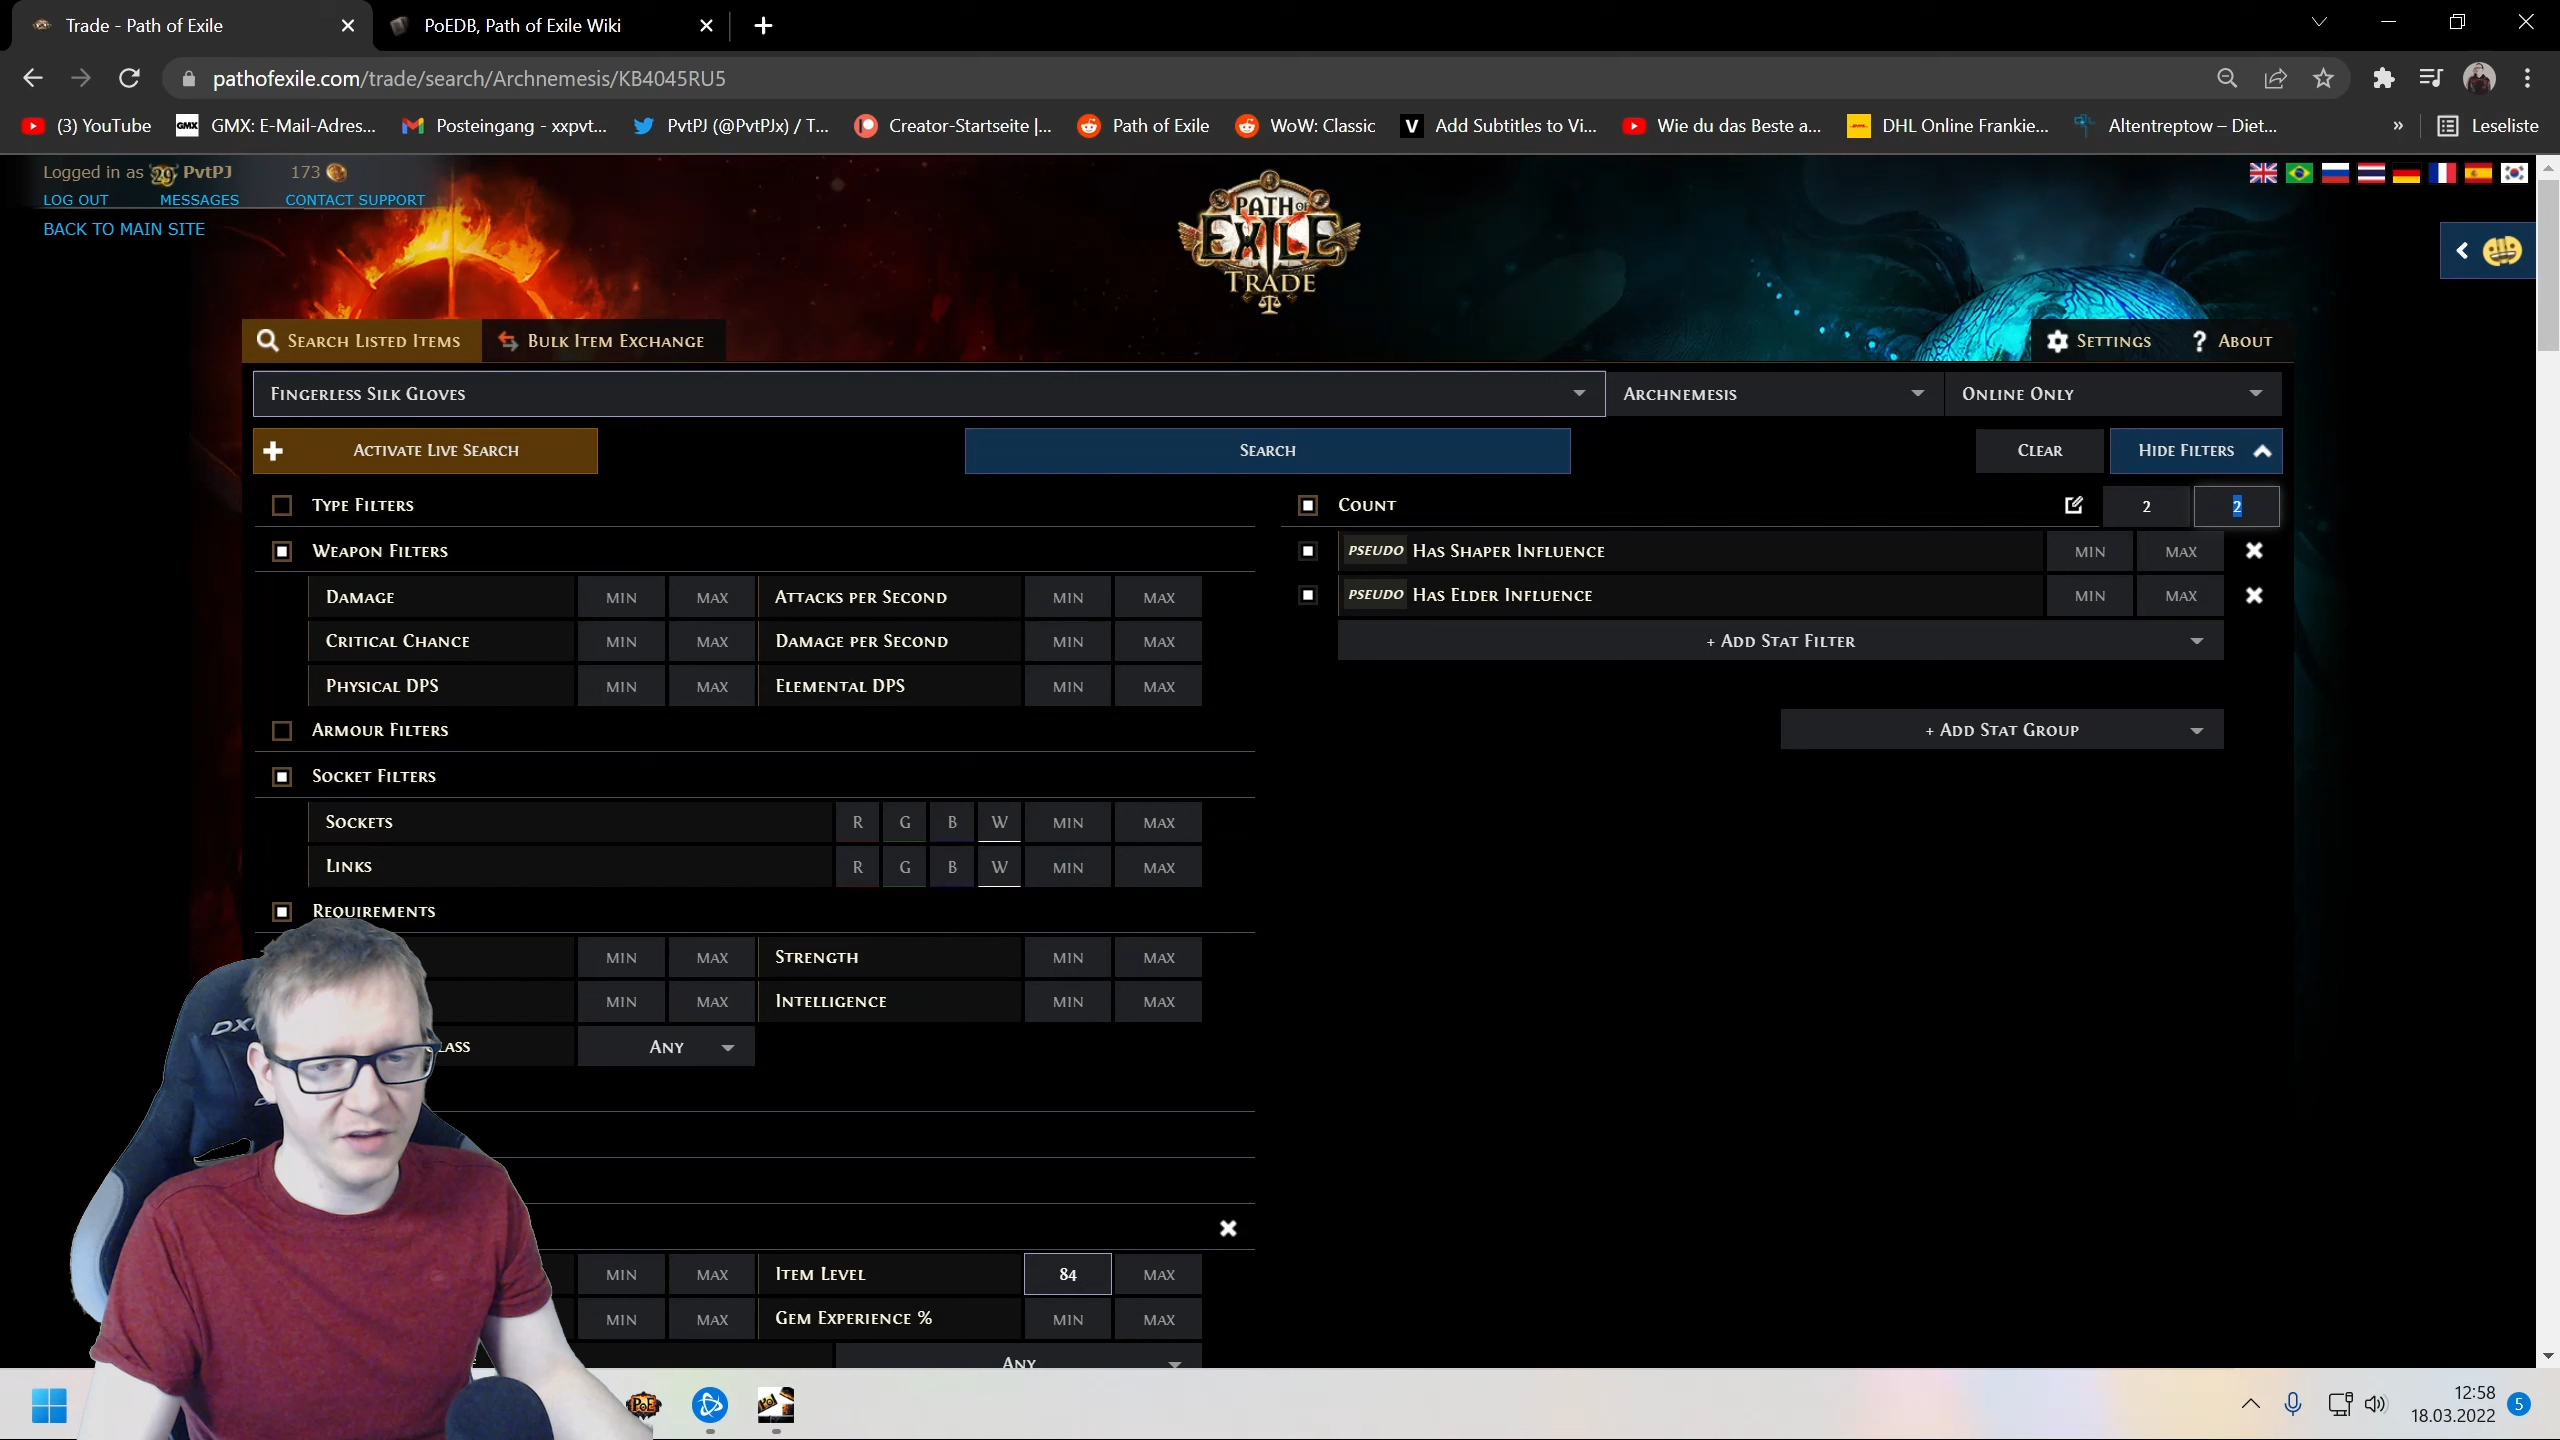 Trade - Path of Exile
PoEDB, Path of Exile Wiki
pathofexile.com/trade/search/Archnemesis/KB4045RU5
(3) YouTube
GMX GMX: E-Mail-Adres...
Posteingang - xxpvt...
PvtPJ (@PvtPJx) / T...
Creator-Startseite |...
Path of Exile
WoW: Classic
V Add Subtitles to Vi...
Wie du das Beste a...
DHL Online Frankie...
Altentreptow – Diet...
»
Leseliste
Logged in as 29 PvtPJ 173
LOG OUT MESSAGES CONTACT SUPPORT
BACK TO MAIN SITE
PATH OF
EXILE
TRADE
Search Listed Items
Bulk Item Exchange
Settings
? About
Fingerless Silk Gloves
Archnemesis
Online Only
Activate Live Search
Search
Clear
Hide Filters
Type Filters
Count 2 2
Weapon Filters
PSEUDO Has Shaper Influence MIN MAX
Damage MIN MAX Attacks per Second MIN MAX
PSEUDO Has Elder Influence MIN MAX
Critical Chance MIN MAX Damage per Second MIN MAX
+ Add Stat Filter
Physical DPS MIN MAX Elemental DPS MIN MAX
Armour Filters
+ Add Stat Group
Socket Filters
Sockets R G B W MIN MAX
Links R G B W MIN MAX
Requirements
MIN MAX Strength MIN MAX
MIN MAX Intelligence MIN MAX
lass Any
MIN MAX Item Level 84 MAX
MIN MAX Gem Experience % MIN MAX
Any
DX
PoE
12:58
18.03.2022
5